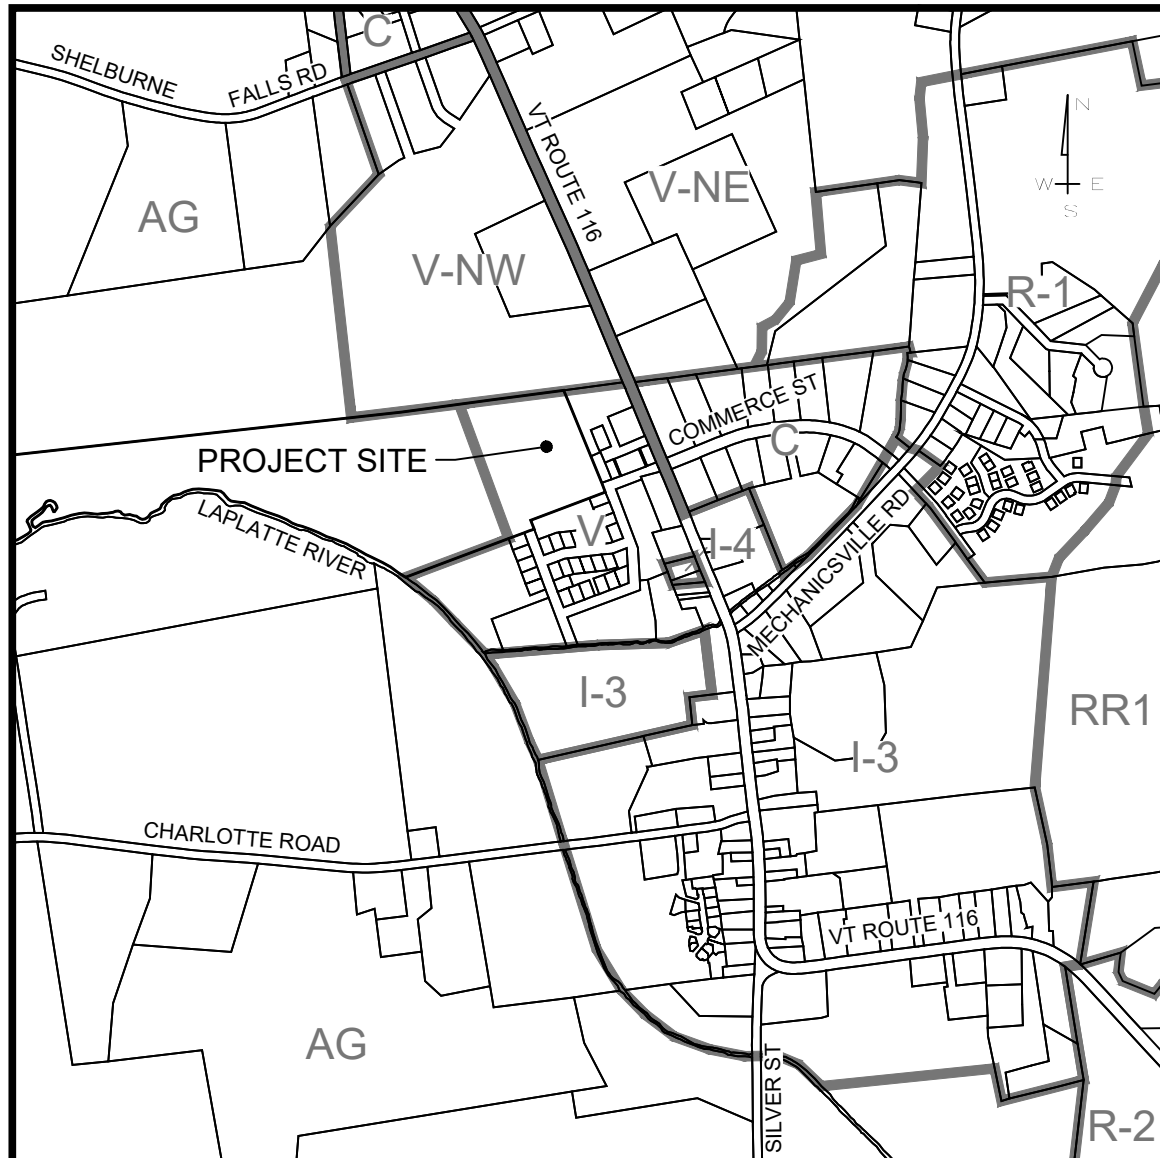 C
SHELBURNE
FALLS RD
VT ROUTE 116
N
W E
S
V-NE
AG
V-NW
R-1
COMMERCE ST
C
PROJECT SITE
LAPLATTE RIVER
V
I-4
MECHANICSVILLE RD
I-3
RR1
I-3
CHARLOTTE ROAD
VT ROUTE 116
AG
SILVER ST
R-2